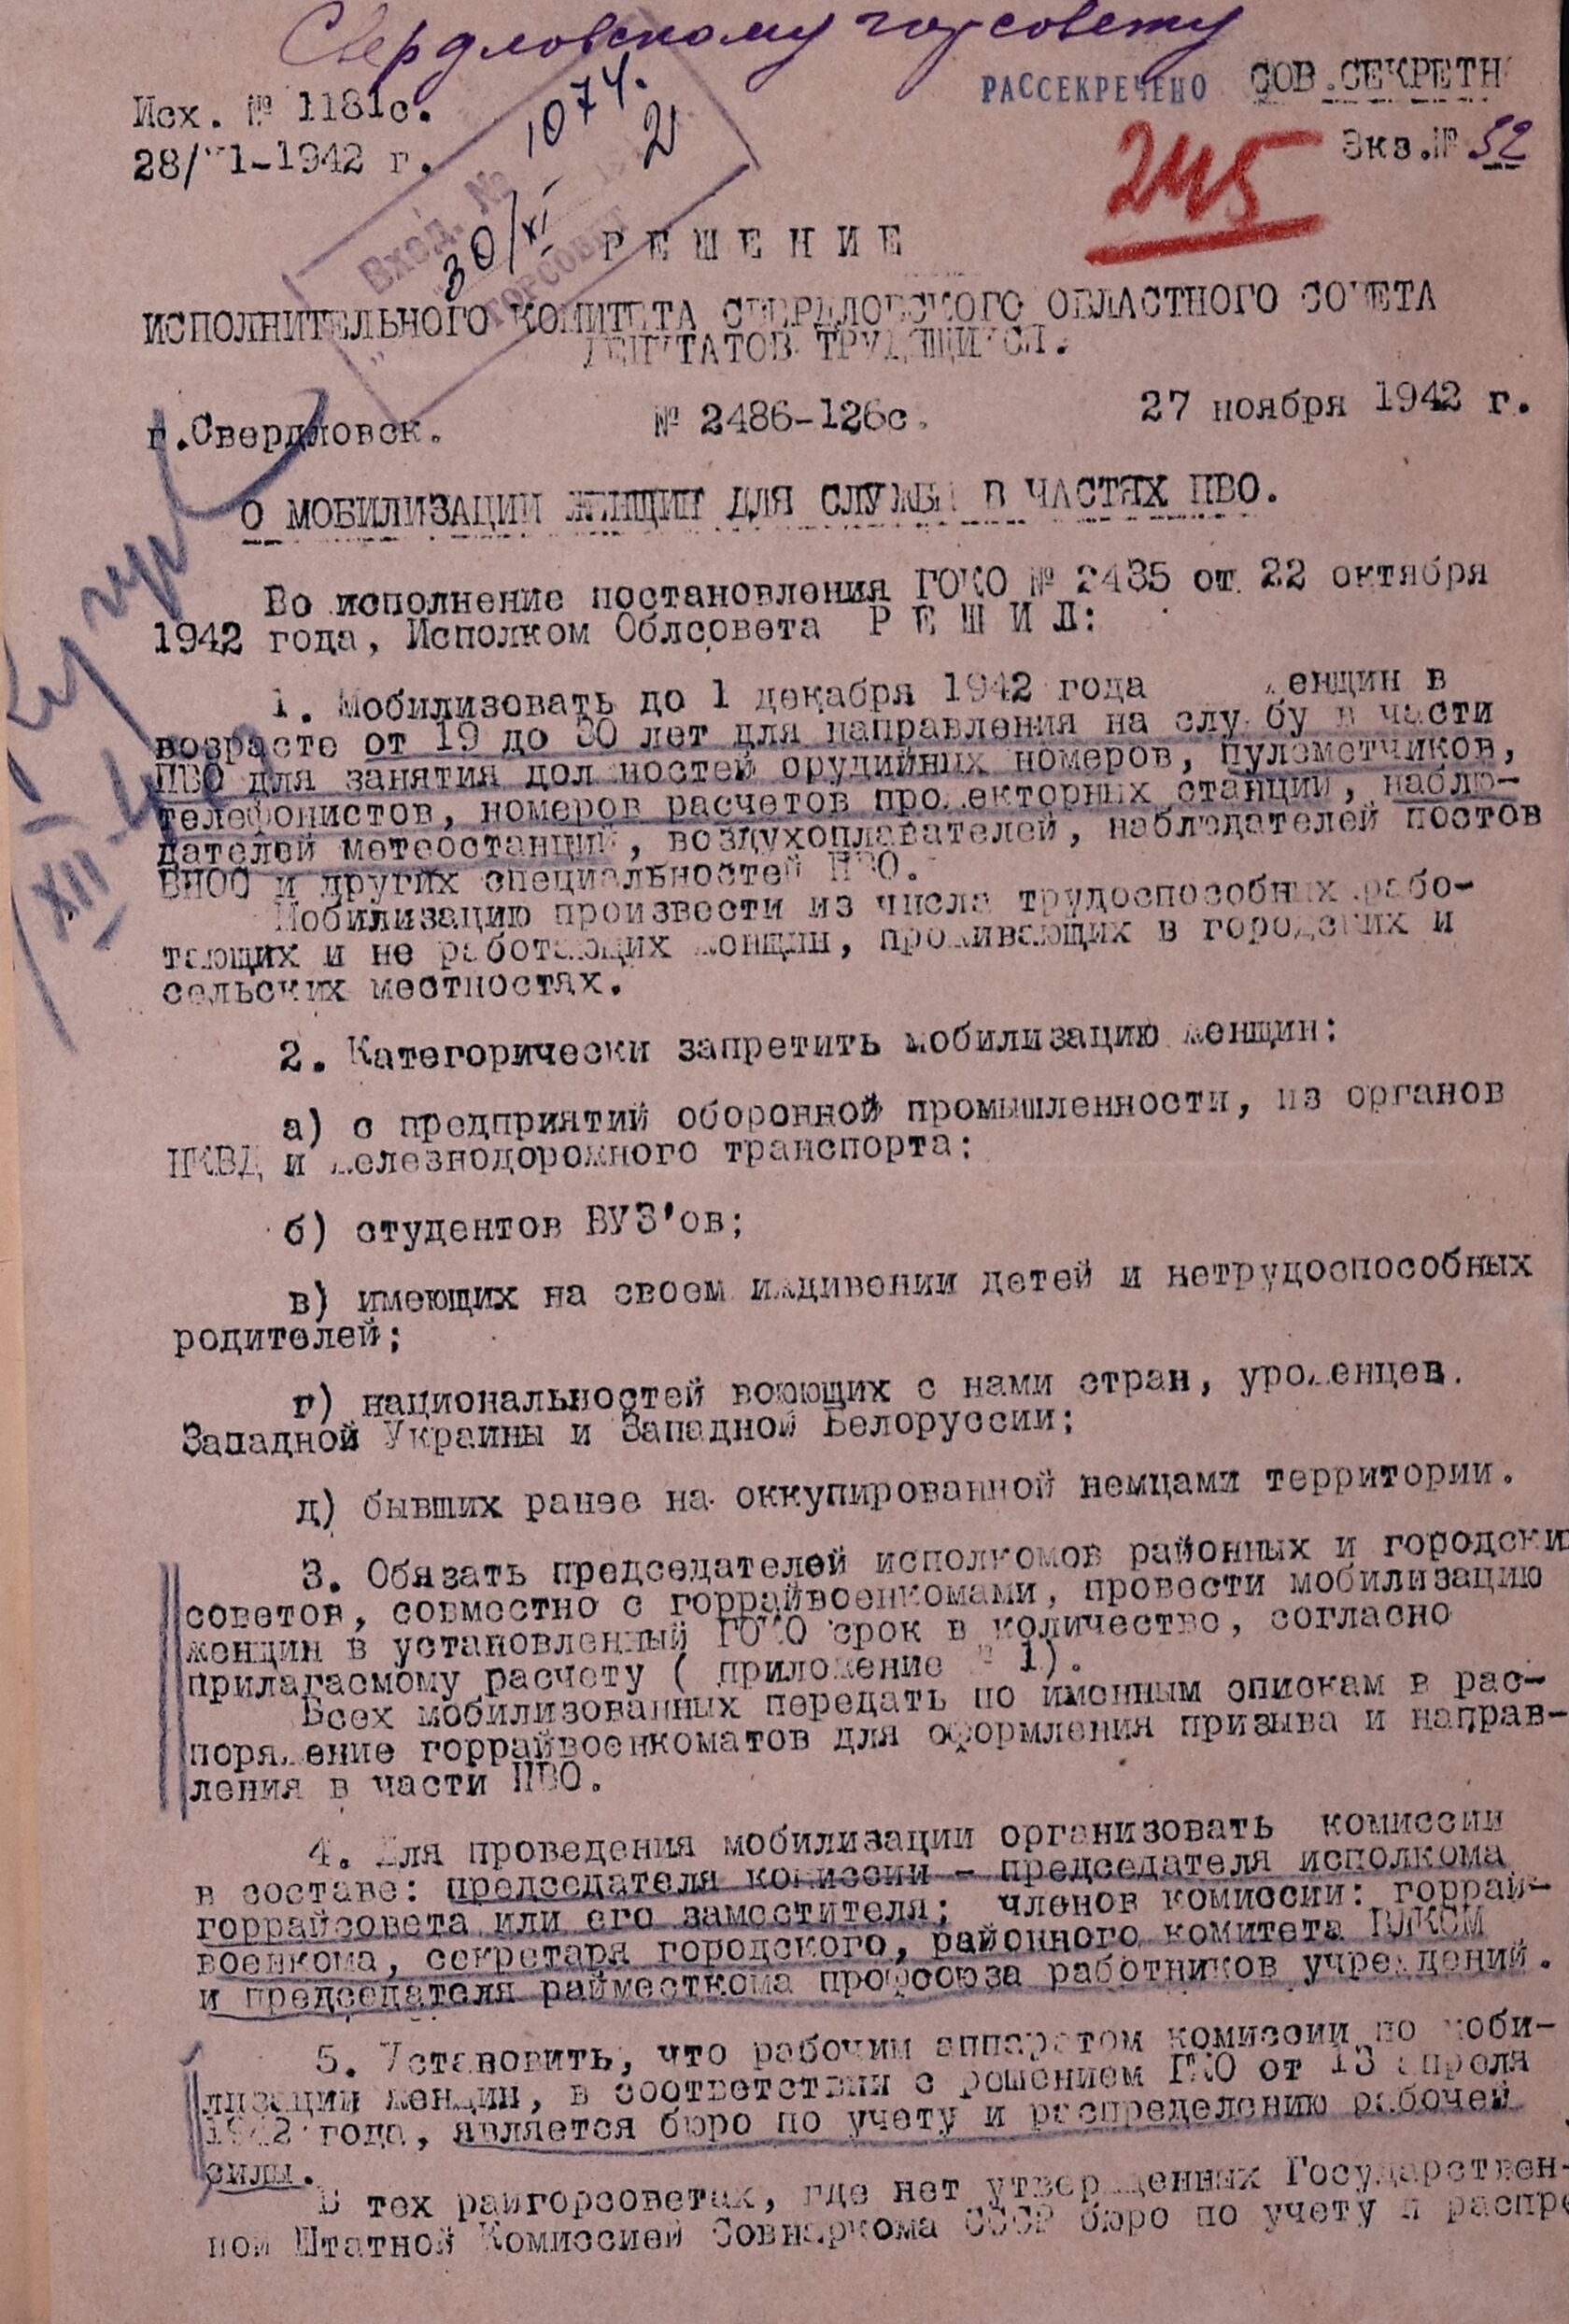 Свердловскому горсовету
РАССЕКРЕЧЕНО СОВ.СЕКРЕТН
Исх. № 1181с.
28/XI-1942 г.
Экз.№ 52
Вход. №
1074.
2
30/XI
ГОРСОВЕТ
245
РЕШЕНИЕ
ИСПОЛНИТЕЛЬНОГО КОМИТЕТА СВЕРДЛОВСКОГО ОБЛАСТНОГО СОВЕТА
ДЕПУТАТОВ ТРУДЯЩИХСЯ.
г.Свердловск. № 2486-126с. 27 ноября 1942 г.
О МОБИЛИЗАЦИИ ЖЕНЩИН ДЛЯ СЛУЖБЫ В ЧАСТЯХ ПВО.
Во исполнение постановления ГОКО № 2435 от 22 октября
1942 года, Исполком Облсовета РЕШИЛ:
1. Мобилизовать до 1 декабря 1942 года женщин в
возрасте от 19 до 30 лет для направления на службу в части
ПВО для занятия должностей орудийных номеров, пулеметчиков,
телефонистов, номеров расчетов прожекторных станций, наблю-
дателей метеостанций, воздухоплавателей, наблюдателей постов
ВНОС и других специальностей ПВО.
Мобилизацию произвести из числа трудоспособных рабо-
тающих и не работающих женщин, проживающих в городских и
сельских местностях.
2. Категорически запретить мобилизацию женщин:
а) с предприятий оборонной промышленности, из органов
НКВД и железнодорожного транспорта;
б) студентов ВУЗ'ов;
в) имеющих на своем иждивении детей и нетрудоспособных
родителей;
г) национальностей воюющих с нами стран, уроженцев.
Западной Украины и Западной Белоруссии;
д) бывших ранее на оккупированной немцами территории.
3. Обязать председателей исполкомов районных и городски
советов, совместно с горрайвоенкомами, провести мобилизацию
женщин в установленный ГОКО срок в количестве, согласно
прилагаемому расчету ( приложение № 1).
Всех мобилизованных передать по именным спискам в рас-
поряжение горрайвоенкоматов для оформления призыва и направ-
ления в части ПВО.
4. Для проведения мобилизации организовать комиссии
в составе: председателя комиссии – председателя исполкома
горрайсовета или его заместителя; членов комиссии: горрай-
военкома, секретаря городского, районного комитета ВЛКСМ
и председателя райместкома профсоюза работников учреждений.
5. Установить, что рабочим аппаратом комиссии по моби-
лизации женщин, в соответствии с решением ГКО от 13 апреля
1942 года, является бюро по учету и распределению рабочей
силы.
В тех райгорсоветах, где нет утвержденных Государствен-
ной Штатной Комиссией Совнаркома СССР бюро по учету и распре